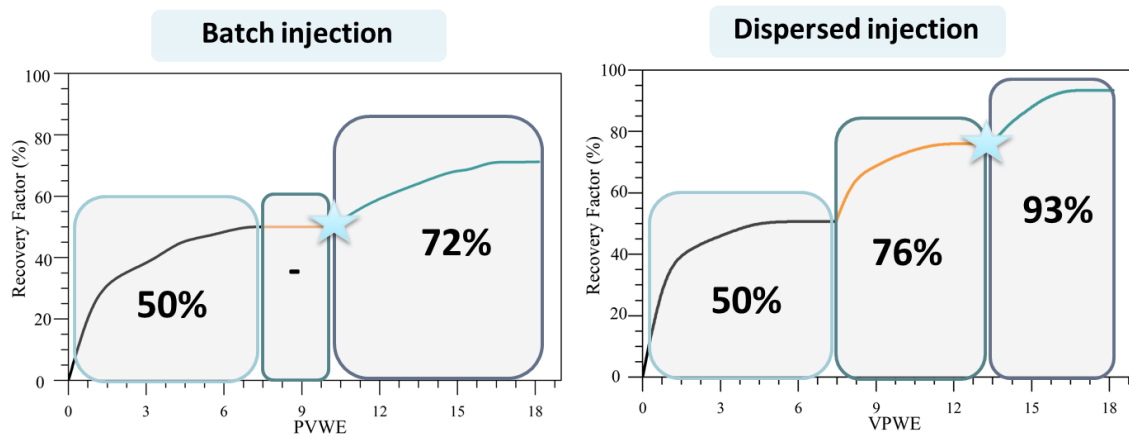 Batch injection
Recovery Factor (%)
100
80
60
40
20
0
50%
-
72%
0 3 6 9 12 15 18
PVWE
Dispersed injection
Recovery Factor (%)
100
80
60
40
20
0
50%
76%
93%
0 3 6 9 12 15 18
VPWE